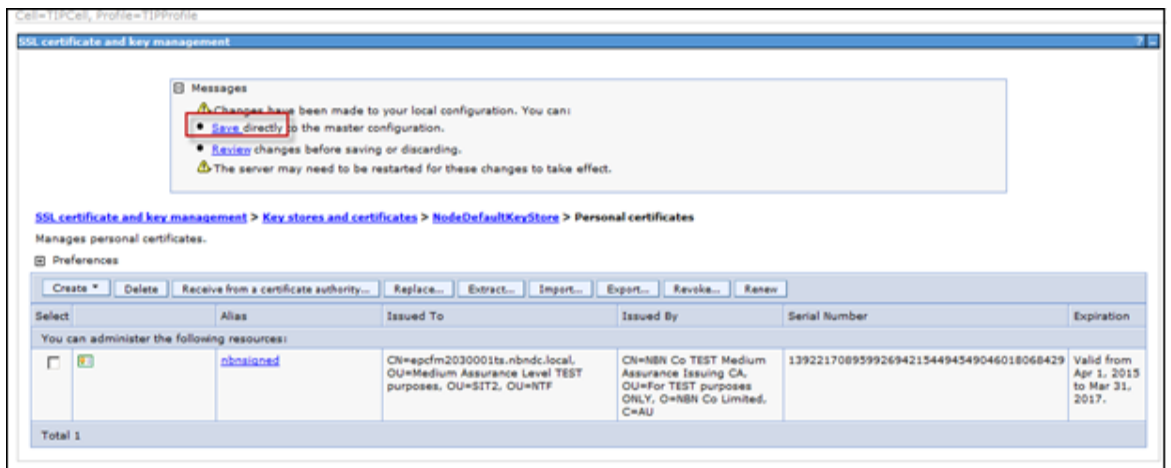 Cell=TIPCell, Profile=TIPProfile
SSL certificate and key management ? -
Messages
Changes have been made to your local configuration. You can:
Save directly to the master configuration.
Review changes before saving or discarding.
The server may need to be restarted for these changes to take effect.
SSL certificate and key management > Key stores and certificates > NodeDefaultKeyStore > Personal certificates
Manages personal certificates.
Preferences
Create Delete Receive from a certificate authority... Replace... Extract... Import... Export... Revoke... Renew
Select Alias Issued To Issued By Serial Number Expiration
You can administer the following resources:
nbnsigned
CN=epcfm2030001ts.nbndc.local,
OU=Medium Assurance Level TEST
purposes, OU=SIT2, OU=NTF
CN=NBN Co TEST Medium
Assurance Issuing CA,
OU=For TEST purposes
ONLY, O=NBN Co Limited,
C=AU
139221708959926942154494549046018068429
Valid from
Apr 1, 2015
to Mar 31,
2017.
Total 1